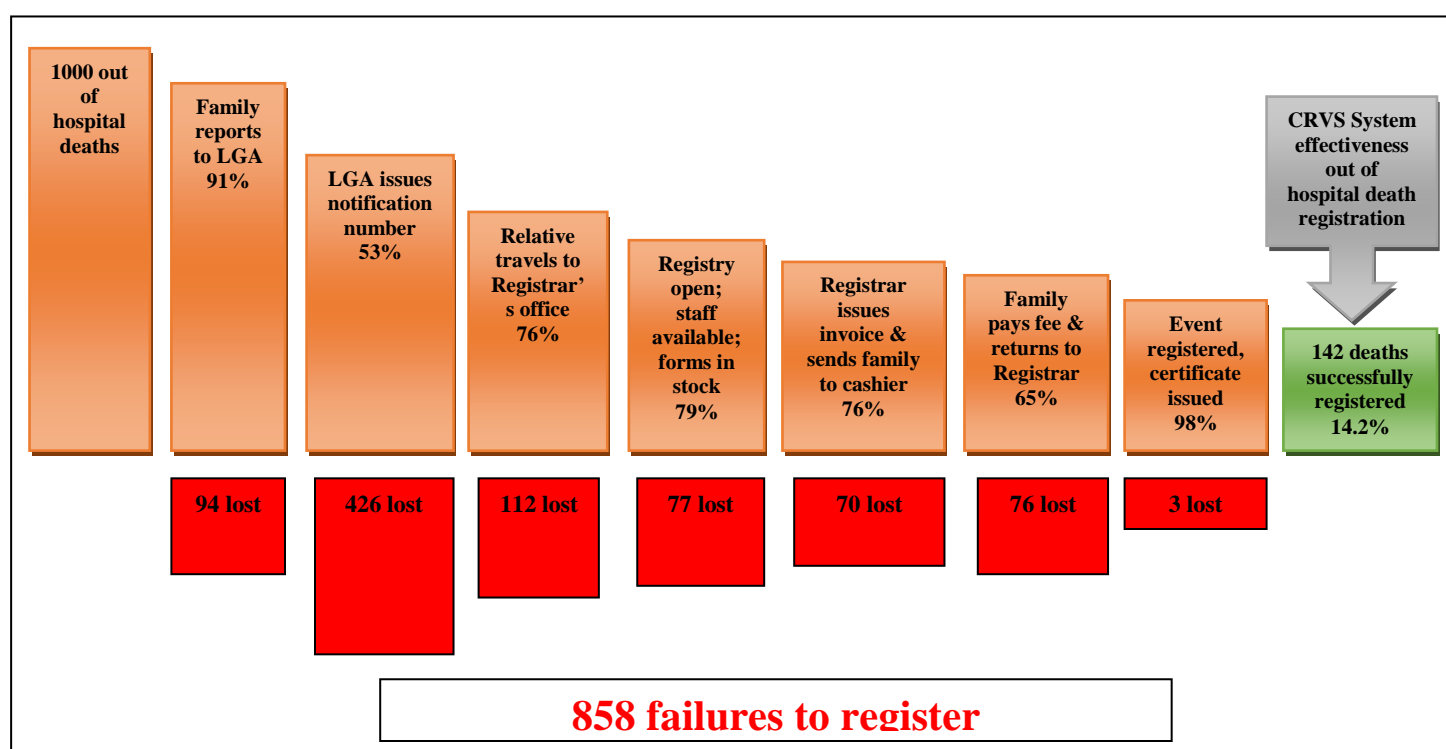 1000 out
of
hospital
deaths
Family
reports
to LGA
91%
LGA issues
notification
number
53%
Relative
travels to
Registrar’
s office
76%
Registry
open;
staff
available;
forms in
stock
79%
Registrar
issues
invoice &
sends family
to cashier
76%
Family
pays fee &
returns to
Registrar
65%
Event
registered,
certificate
issued
98%
CRVS System
effectiveness
out of
hospital death
registration
142 deaths
successfully
registered
14.2%
94 lost
426 lost
112 lost
77 lost
70 lost
76 lost
3 lost
858 failures to register